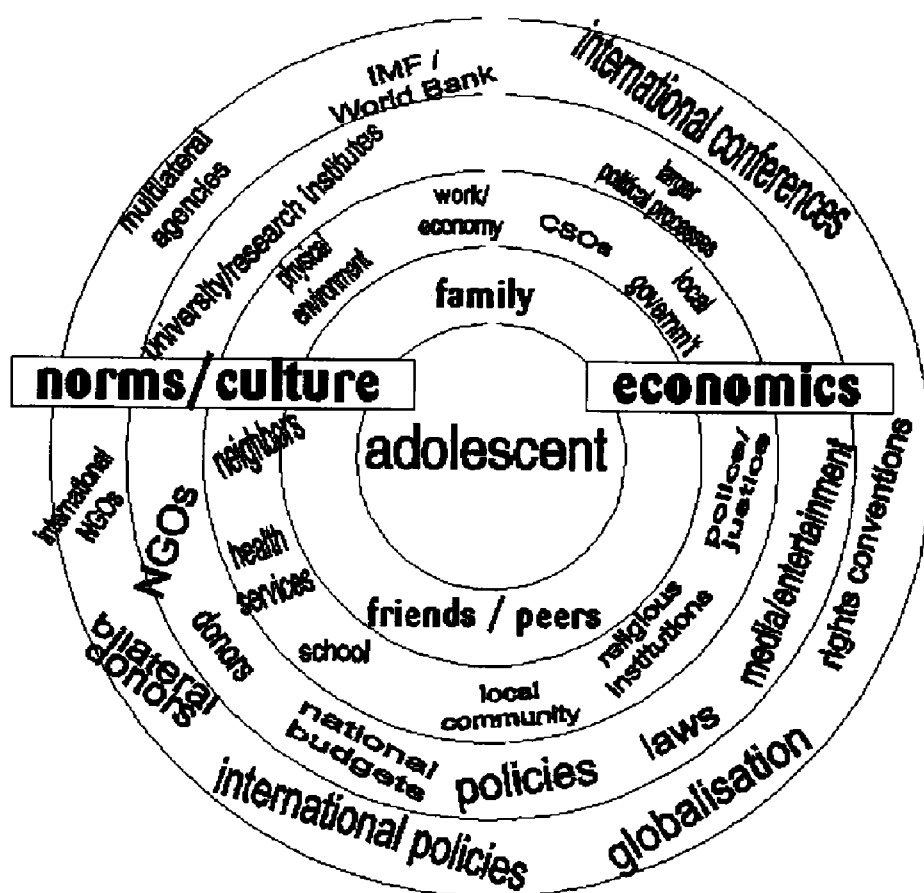 IMF /
World Bank
international conferences
multilateral
agencies
university/research institutes
larger
political processes
work/
economy
CSOs
physical
environment
local
governm't
family
norms/culture
economics
adolescent
neighbors
police/
justice
international
NGOs
NGOs
health
services
media/entertainment
rights conventions
friends / peers
religious
institutions
school
donors
bilateral
donors
local
community
national
budgets
policies
laws
international policies
globalisation